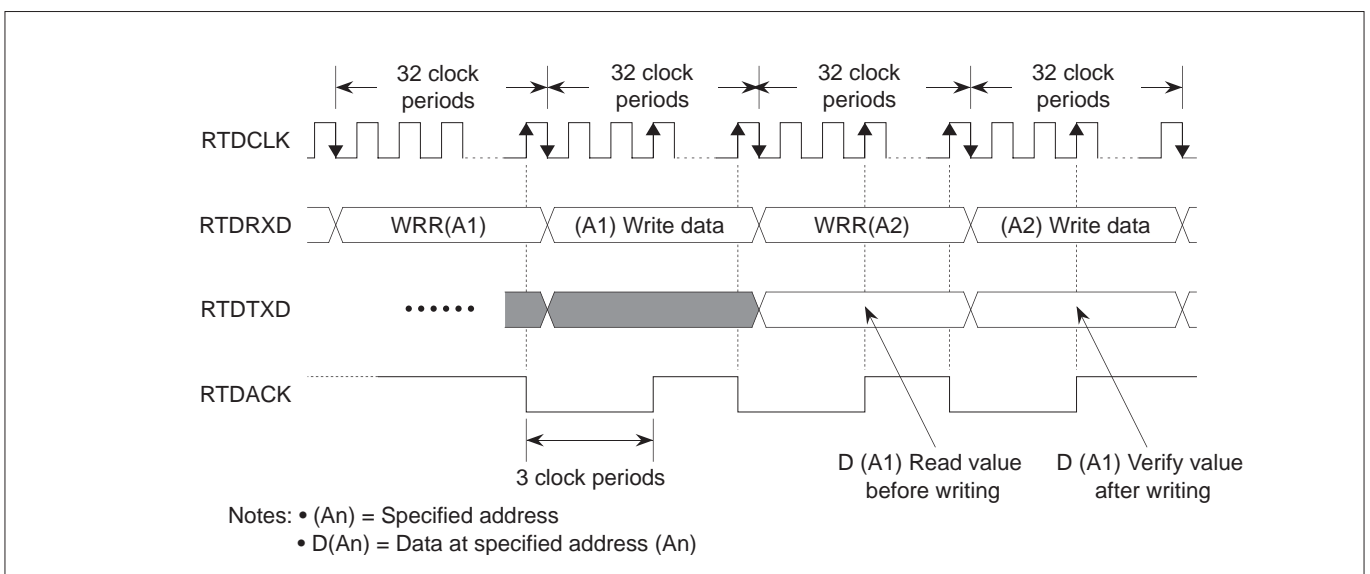 32 clock periods
32 clock periods
32 clock periods
32 clock periods
RTDCLK
RTDRXD
WRR(A1)
(A1) Write data
WRR(A2)
(A2) Write data
RTDTXD
RTDACK
3 clock periods
D (A1) Read value
before writing
D (A1) Verify value
after writing
Notes: • (An) = Specified address
• D(An) = Data at specified address (An)